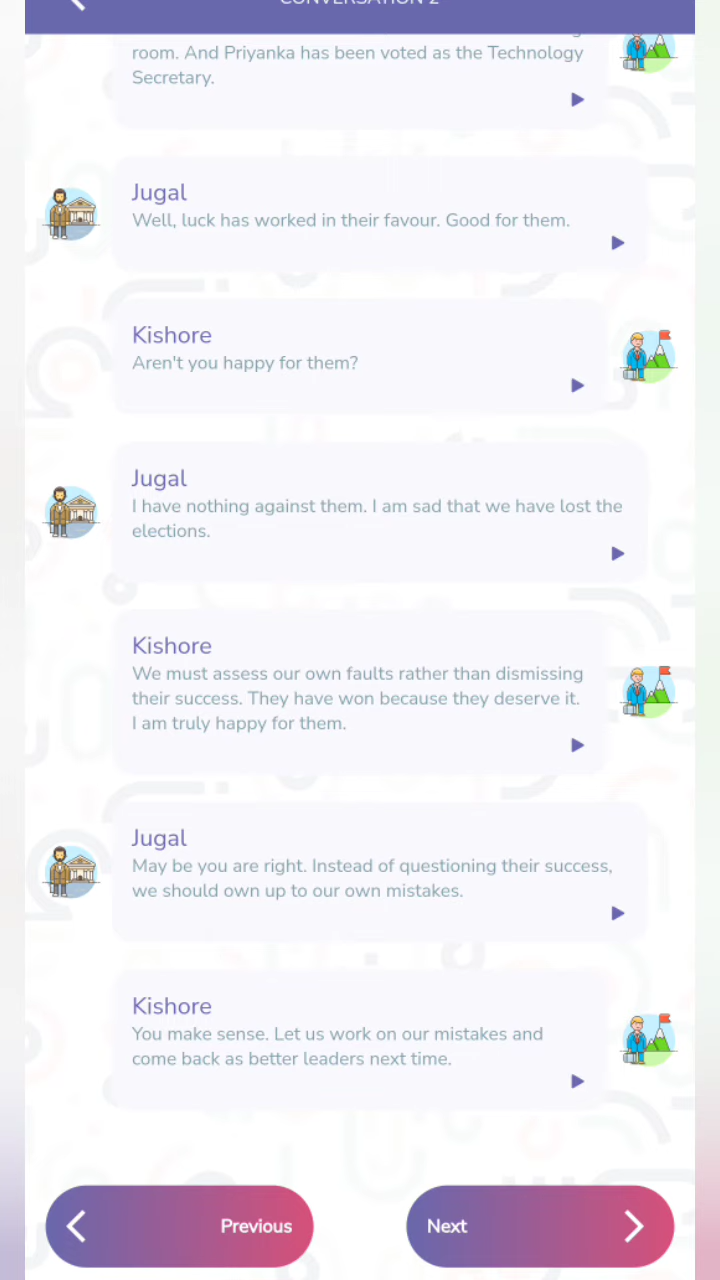 CONVERSATION 2
room. And Priyanka has been voted as the Technology
Secretary.
Jugal
Well, luck has worked in their favour. Good for them.
Kishore
Aren't you happy for them?
Jugal
I have nothing against them. I am sad that we have lost the
elections.
Kishore
We must assess our own faults rather than dismissing
their success. They have won because they deserve it.
I am truly happy for them.
Jugal
May be you are right. Instead of questioning their success,
we should own up to our own mistakes.
Kishore
You make sense. Let us work on our mistakes and
come back as better leaders next time.
Previous
Next